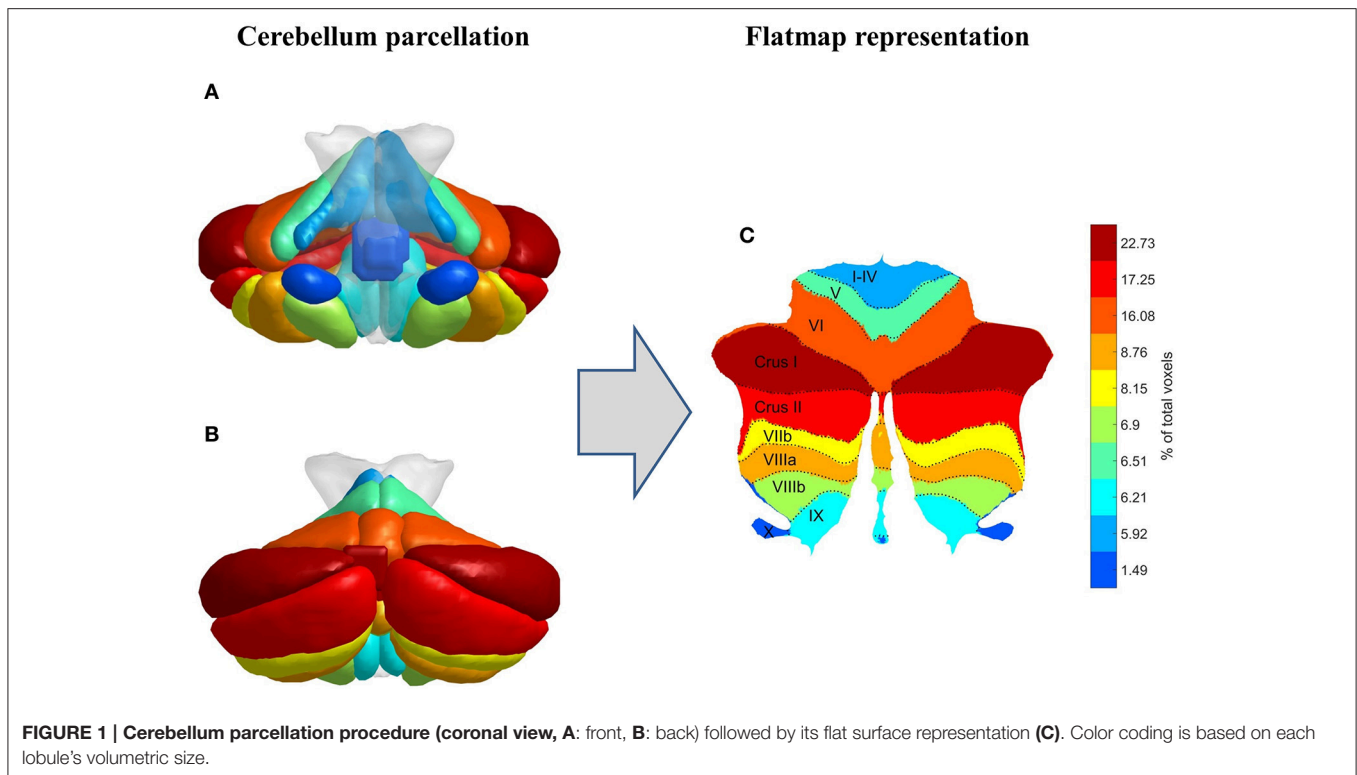 Cerebellum parcellation
Flatmap representation
A
B
C
I-IV
V
VI
Crus I
Crus II
VIIb
VIIIa
VIIIb
IX
X
22.73
17.25
16.08
8.76
8.15
6.9
6.51
6.21
5.92
1.49
% of total voxels
FIGURE 1 | Cerebellum parcellation procedure (coronal view, A: front, B: back) followed by its flat surface representation (C). Color coding is based on each
lobule's volumetric size.